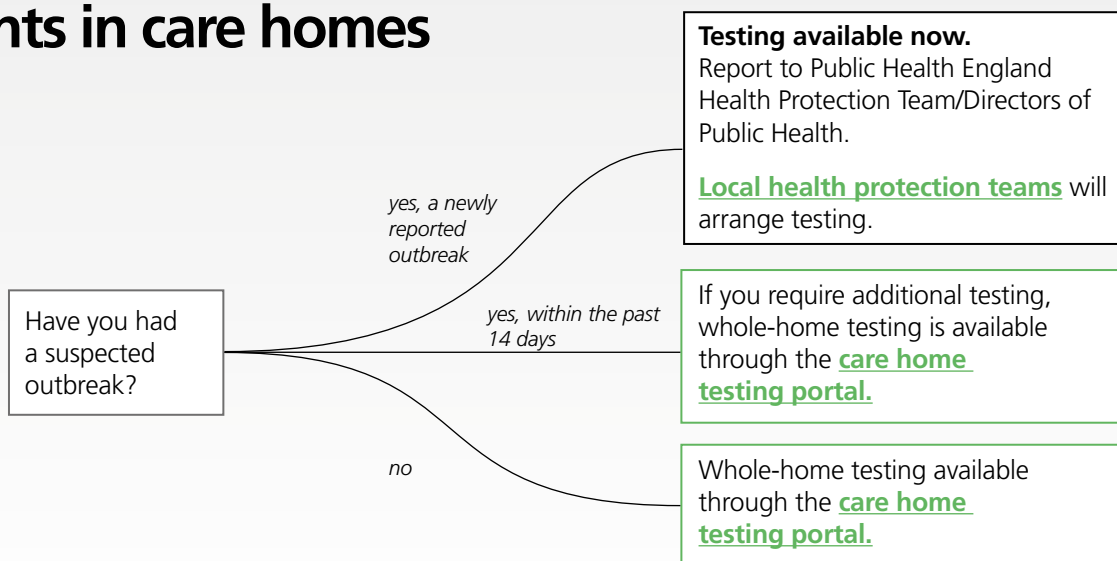 nts in care homes
Testing available now.
Report to Public Health England
Health Protection Team/Directors of
Public Health.
Local health protection teams will
arrange testing.
yes, a newly
reported
outbreak
Have you had
a suspected
outbreak?
yes, within the past
14 days
If you require additional testing,
whole-home testing is available
through the care home
testing portal.
no
Whole-home testing available
through the care home
testing portal.